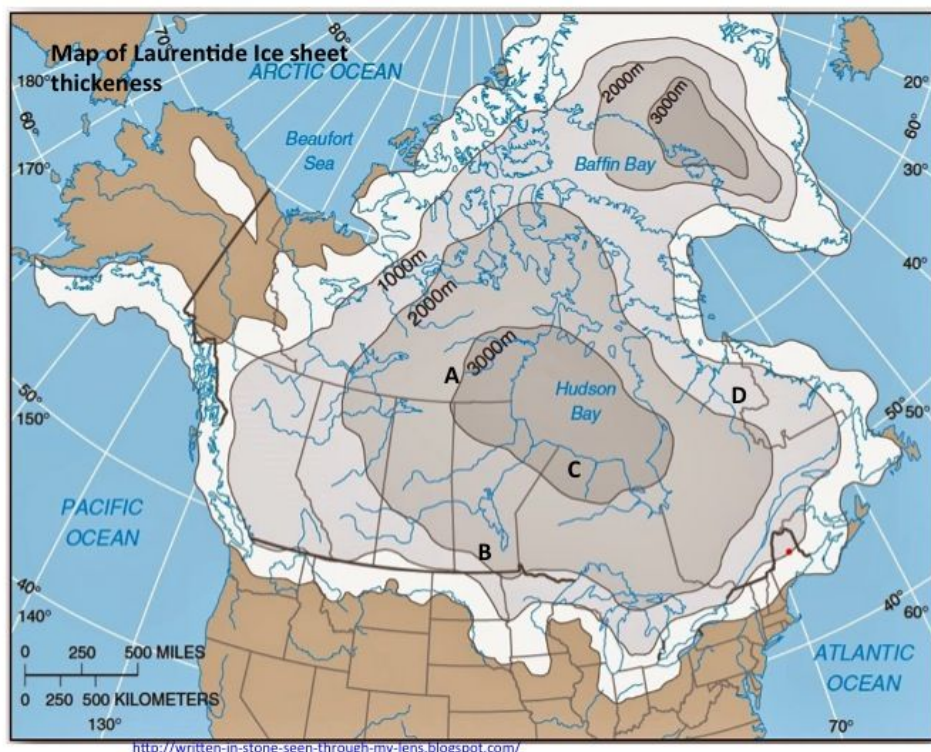 Map of Laurentide Ice sheet
thickeness
ARCTIC OCEAN
Beaufort
Sea
Baffin Bay
Hudson
Bay
PACIFIC
OCEAN
ATLANTIC
OCEAN
180°
170°
160°
150°
140°
130°
70°
80°
60°
50°
40°
20°
60°
30°
40°
50°
50°
40°
60°
70°
1000m
2000m
3000m
2000m
3000m
A
B
C
D
0 250 500 MILES
0 250 500 KILOMETERS
http://written-in-stone-seen-through-my-lens.blogspot.com/